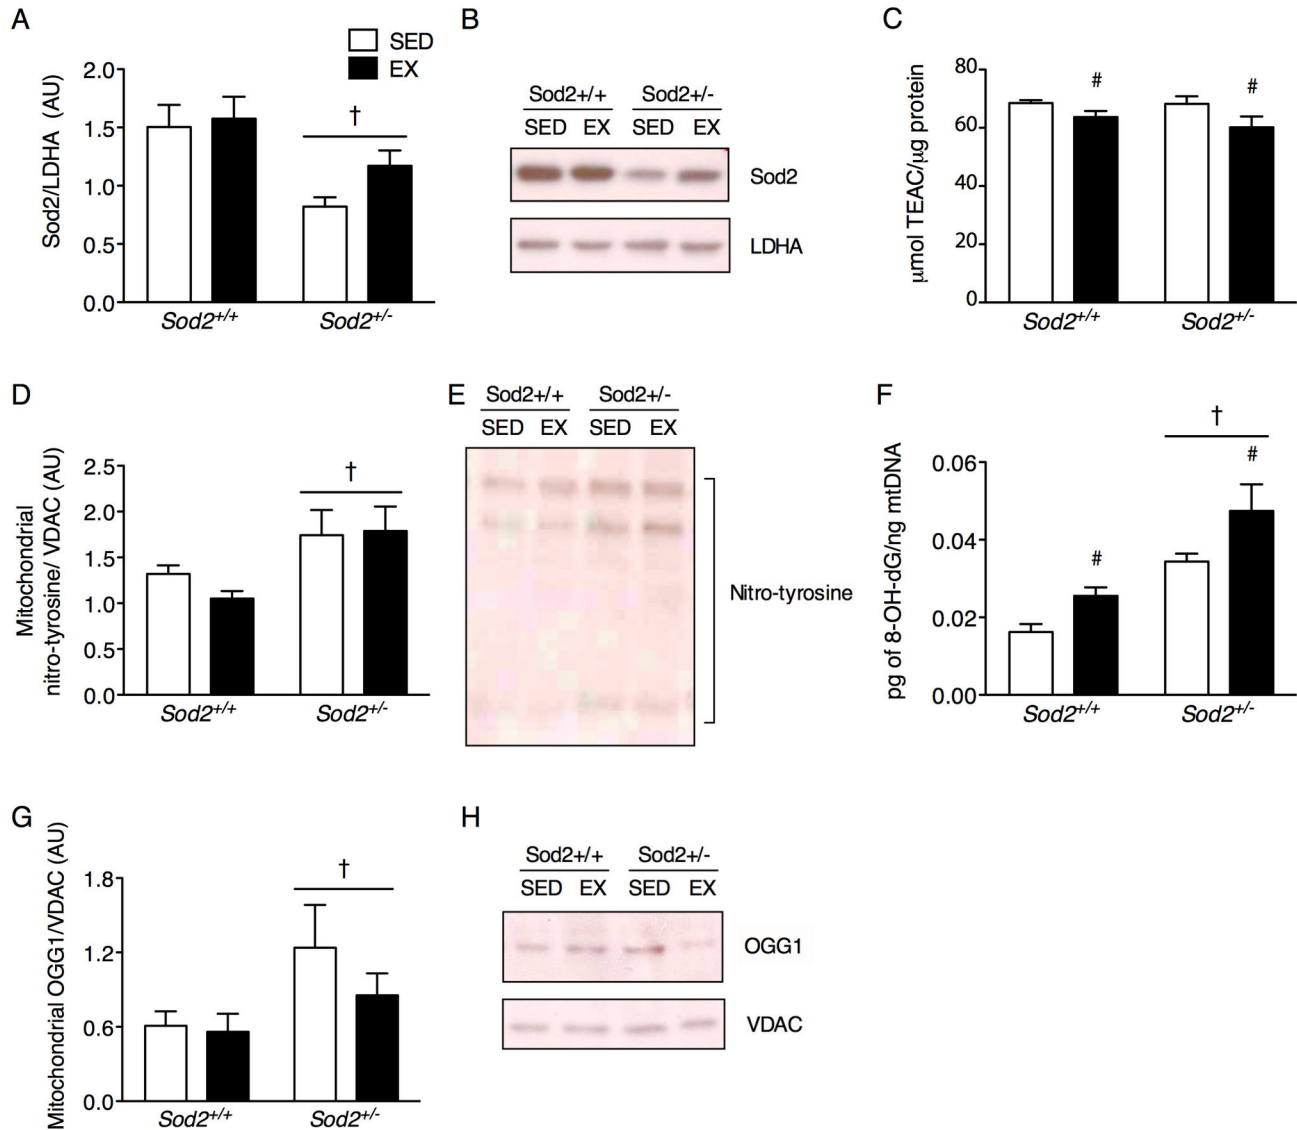 A
SED
EX
Sod2/LDHA (AU)
2.0
1.5
1.0
0.5
0.0
†
Sod2+/+
Sod2+/-
B
Sod2+/+ Sod2+/-
SED EX SED EX
Sod2
LDHA
C
μmol TEAC/μg protein
80
60
40
20
0
# #
Sod2+/+
Sod2+/-
D
Mitochondrial
nitro-tyrosine/ VDAC (AU)
2.5
2.0
1.5
1.0
0.5
0.0
†
Sod2+/+
Sod2+/-
E
Sod2+/+ Sod2+/-
SED EX SED EX
Nitro-tyrosine
F
pg of 8-OH-dG/ng mtDNA
0.06
0.04
0.02
0.00
†
#
#
Sod2+/+
Sod2+/-
G
Mitochondrial OGG1/VDAC (AU)
1.8
1.2
0.6
0.0
†
Sod2+/+
Sod2+/-
H
Sod2+/+ Sod2+/-
SED EX SED EX
OGG1
VDAC